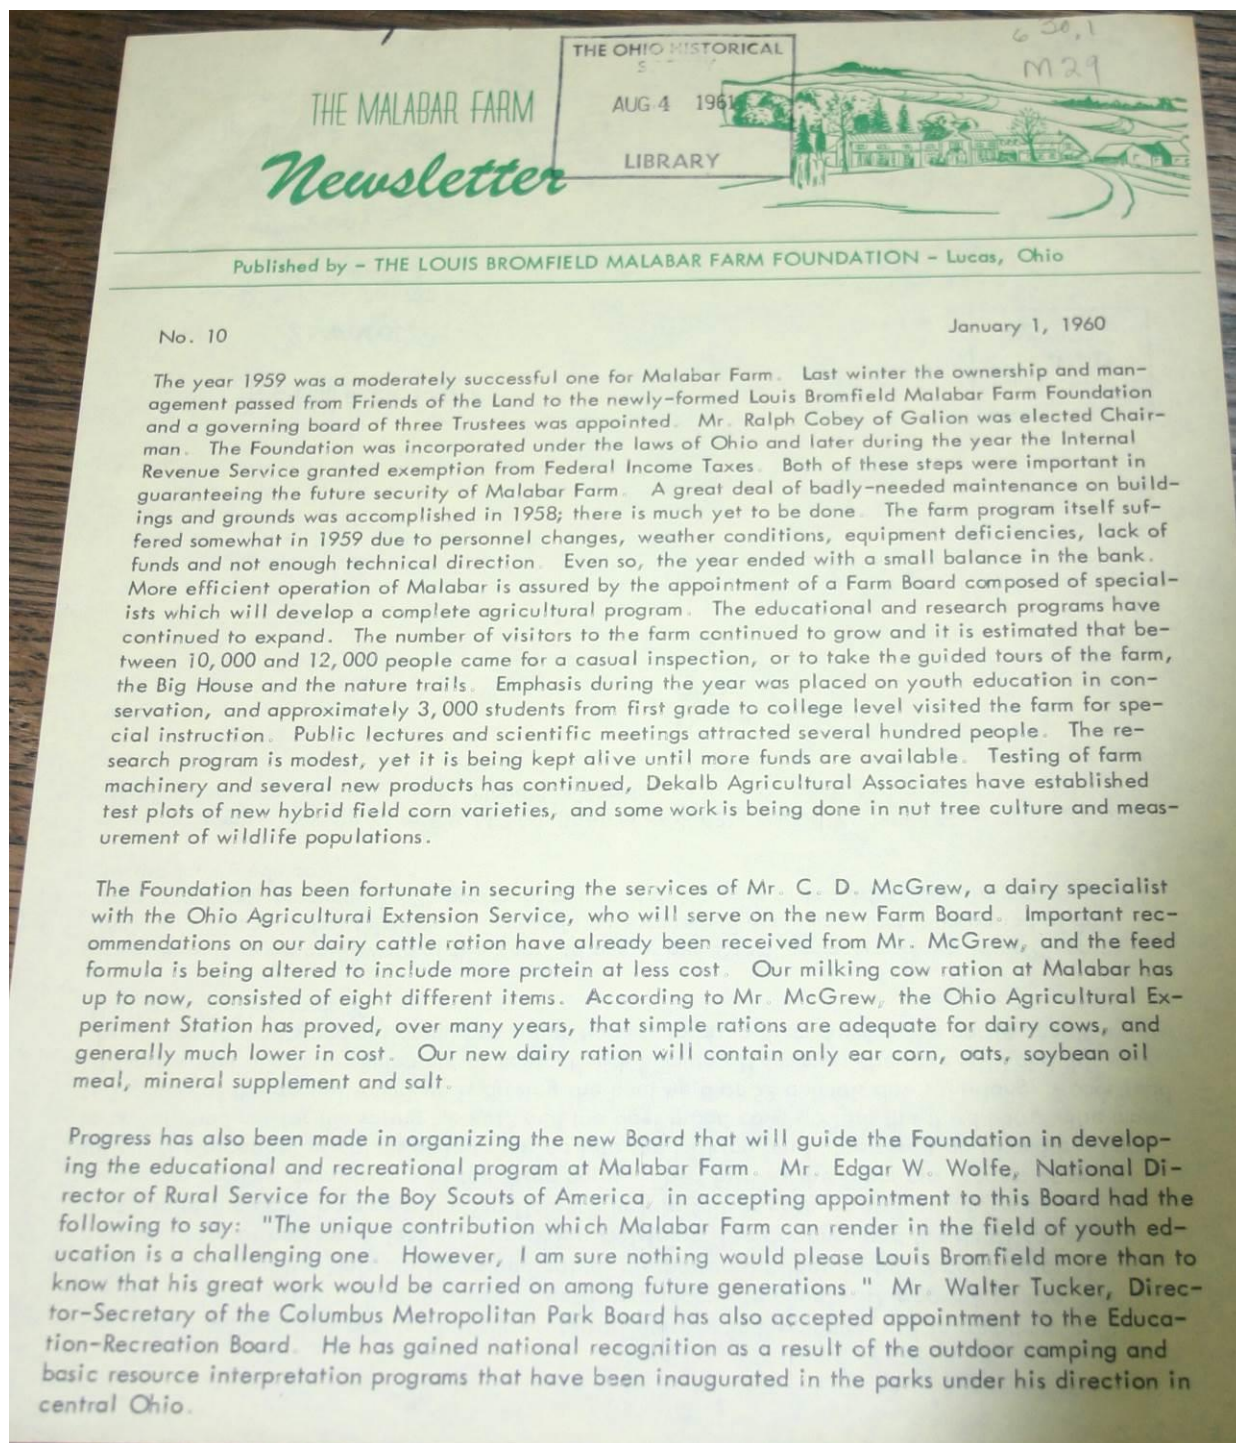 630.1
M29
THE OHIO HISTORICAL
SOCIETY
AUG 4 1961
LIBRARY
THE MALABAR FARM
Newsletter
Published by - THE LOUIS BROMFIELD MALABAR FARM FOUNDATION - Lucas, Ohio
No. 10
January 1, 1960
The year 1959 was a moderately successful one for Malabar Farm. Last winter the ownership and man-
agement passed from Friends of the Land to the newly-formed Louis Bromfield Malabar Farm Foundation
and a governing board of three Trustees was appointed. Mr. Ralph Cobey of Galion was elected Chair-
man. The Foundation was incorporated under the laws of Ohio and later during the year the Internal
Revenue Service granted exemption from Federal Income Taxes. Both of these steps were important in
guaranteeing the future security of Malabar Farm. A great deal of badly-needed maintenance on build-
ings and grounds was accomplished in 1958; there is much yet to be done. The farm program itself suf-
fered somewhat in 1959 due to personnel changes, weather conditions, equipment deficiencies, lack of
funds and not enough technical direction. Even so, the year ended with a small balance in the bank.
More efficient operation of Malabar is assured by the appointment of a Farm Board composed of special-
ists which will develop a complete agricultural program. The educational and research programs have
continued to expand. The number of visitors to the farm continued to grow and it is estimated that be-
tween 10,000 and 12,000 people came for a casual inspection, or to take the guided tours of the farm,
the Big House and the nature trails. Emphasis during the year was placed on youth education in con-
servation, and approximately 3,000 students from first grade to college level visited the farm for spe-
cial instruction. Public lectures and scientific meetings attracted several hundred people. The re-
search program is modest, yet it is being kept alive until more funds are available. Testing of farm
machinery and several new products has continued, Dekalb Agricultural Associates have established
test plots of new hybrid field corn varieties, and some work is being done in nut tree culture and meas-
urement of wildlife populations.
The Foundation has been fortunate in securing the services of Mr. C. D. McGrew, a dairy specialist
with the Ohio Agricultural Extension Service, who will serve on the new Farm Board. Important rec-
ommendations on our dairy cattle ration have already been received from Mr. McGrew, and the feed
formula is being altered to include more protein at less cost. Our milking cow ration at Malabar has
up to now, consisted of eight different items. According to Mr. McGrew, the Ohio Agricultural Ex-
periment Station has proved, over many years, that simple rations are adequate for dairy cows, and
generally much lower in cost. Our new dairy ration will contain only ear corn, oats, soybean oil
meal, mineral supplement and salt.
Progress has also been made in organizing the new Board that will guide the Foundation in develop-
ing the educational and recreational program at Malabar Farm. Mr. Edgar W. Wolfe, National Di-
rector of Rural Service for the Boy Scouts of America, in accepting appointment to this Board had the
following to say: "The unique contribution which Malabar Farm can render in the field of youth ed-
ucation is a challenging one. However, I am sure nothing would please Louis Bromfield more than to
know that his great work would be carried on among future generations." Mr. Walter Tucker, Direc-
tor-Secretary of the Columbus Metropolitan Park Board has also accepted appointment to the Educa-
tion-Recreation Board. He has gained national recognition as a result of the outdoor camping and
basic resource interpretation programs that have been inaugurated in the parks under his direction in
central Ohio.